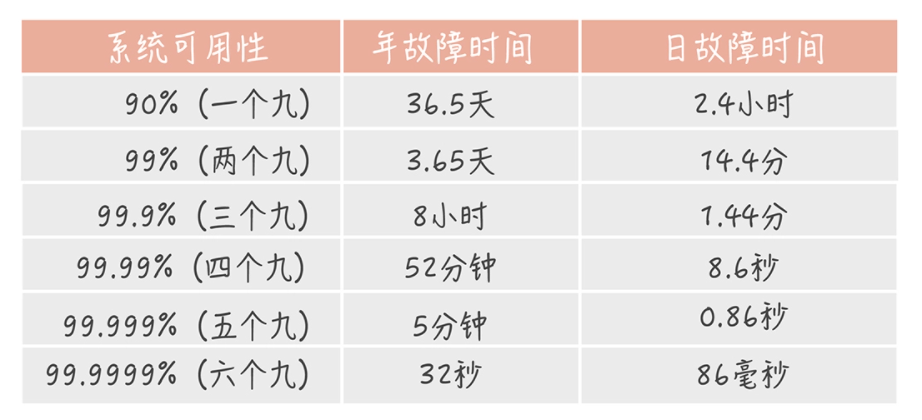 系统可用性 年故障时间 日故障时间
90% (一个九) 36.5天 2.4小时
99% (两个九) 3.65天 14.4分
99.9% (三个九) 8小时 1.44分
99.99% (四个九) 52分钟 8.6秒
99.999% (五个九) 5分钟 0.86秒
99.9999% (六个九) 32秒 86毫秒